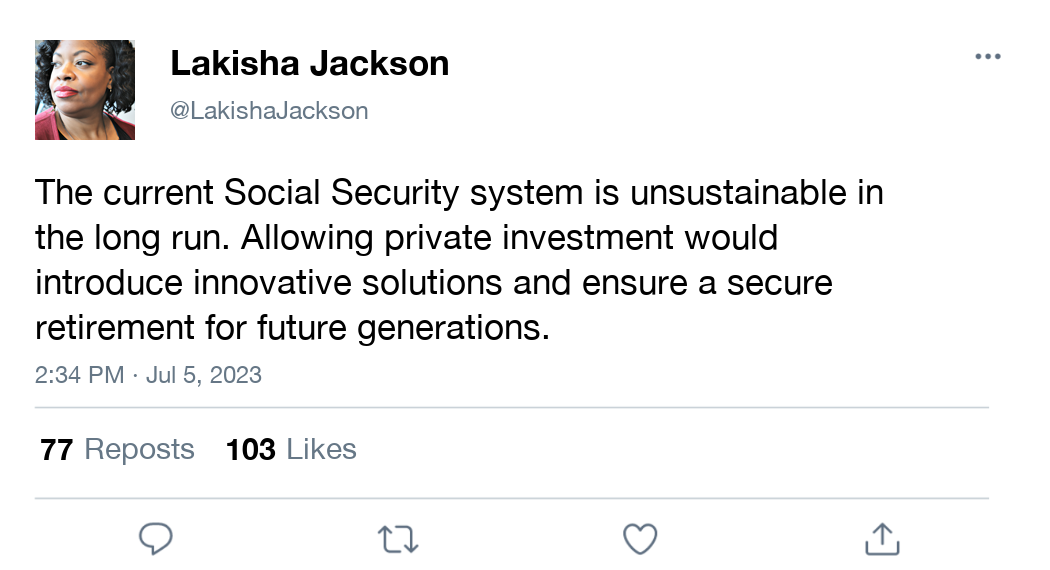 Lakisha Jackson
@LakishaJackson
The current Social Security system is unsustainable in
the long run. Allowing private investment would
introduce innovative solutions and ensure a secure
retirement for future generations.
2:34 PM · Jul 5, 2023
77 Reposts 103 Likes